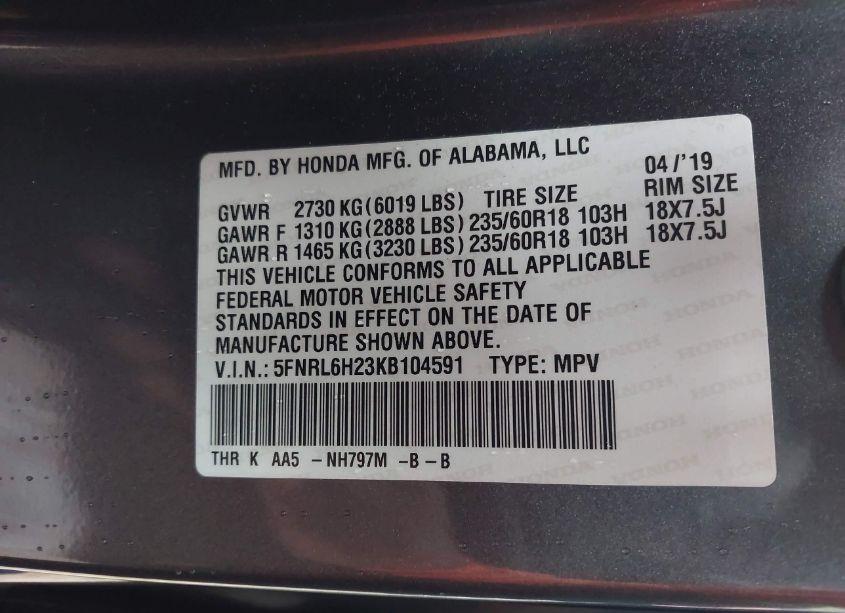 MFD. BY HONDA MFG. OF ALABAMA, LLC 04/'19
GVWR 2730 KG(6019 LBS) TIRE SIZE RIM SIZE
GAWR F 1310 KG(2888 LBS) 235/60R18 103H 18X7.5J
GAWR R 1465 KG(3230 LBS) 235/60R18 103H 18X7.5J
THIS VEHICLE CONFORMS TO ALL APPLICABLE
FEDERAL MOTOR VEHICLE SAFETY
STANDARDS IN EFFECT ON THE DATE OF
MANUFACTURE SHOWN ABOVE.
V.I.N.: 5FNRL6H23KB104591 TYPE: MPV
THR K AA5 -NH797M -B-B